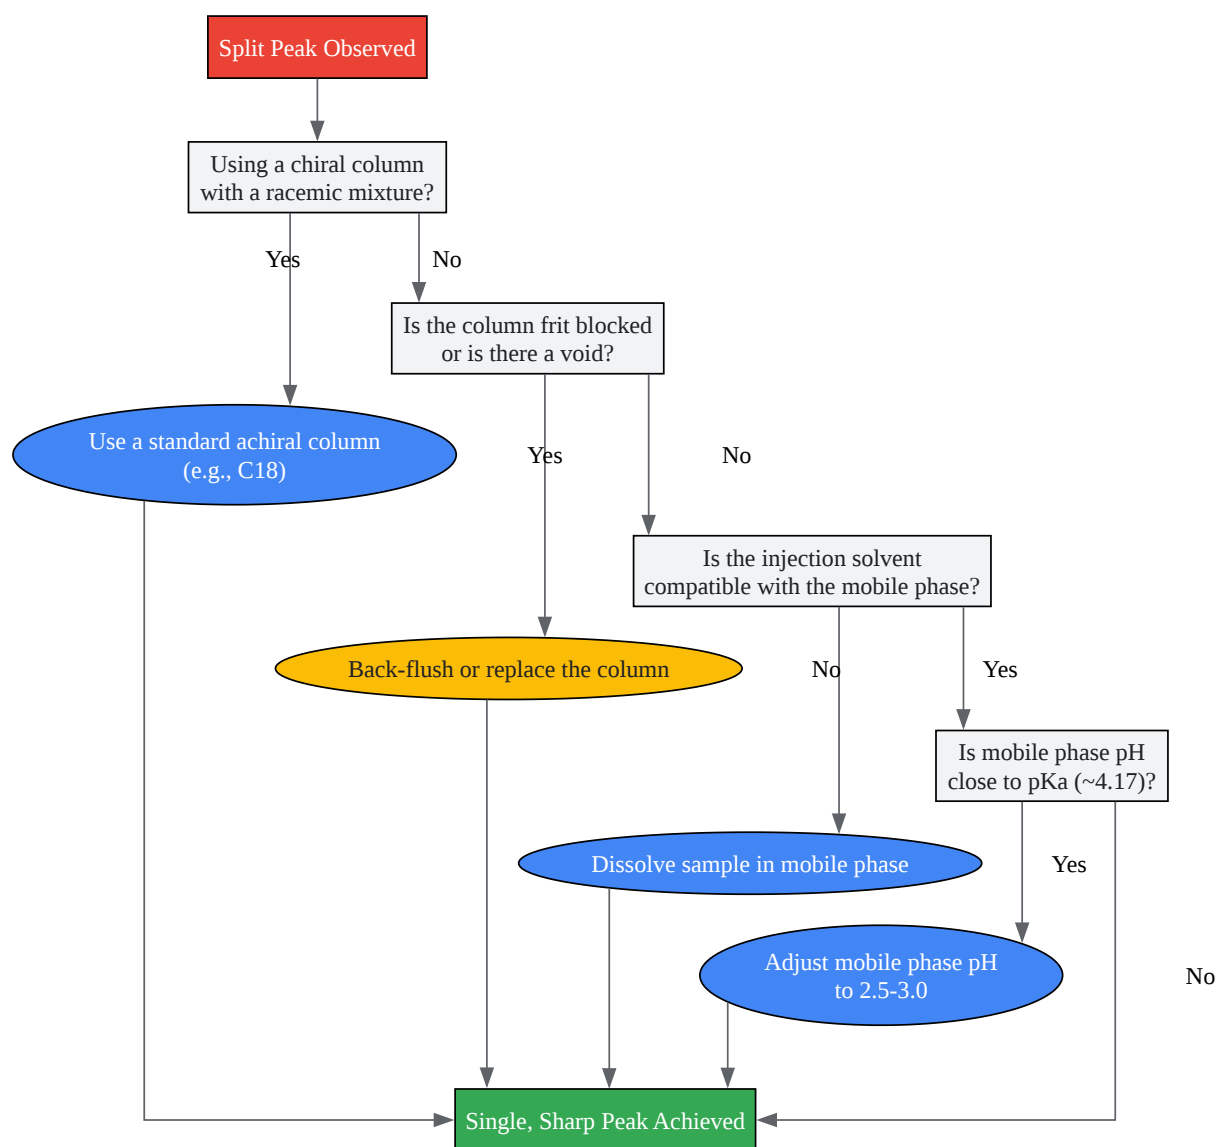 Split Peak Observed
Using a chiral column
with a racemic mixture?
Yes
No
Is the column frit blocked
or is there a void?
Use a standard achiral column
(e.g., C18)
Yes
No
Is the injection solvent
compatible with the mobile phase?
Back-flush or replace the column
No
Yes
Is mobile phase pH
close to pKa (~4.17)?
Dissolve sample in mobile phase
Yes
Adjust mobile phase pH
to 2.5-3.0
No
Single, Sharp Peak Achieved